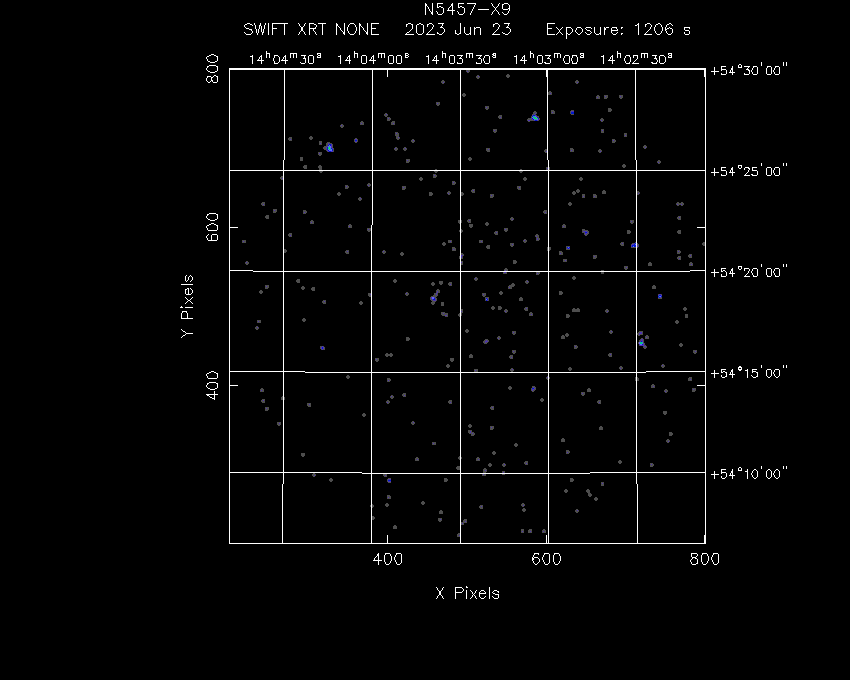 N5457-X9
SWIFT XRT NONE 2023 Jun 23 Exposure: 1206 s
14ʰ04ᵐ30ˢ 14ʰ04ᵐ00ˢ 14ʰ03ᵐ30ˢ 14ʰ03ᵐ00ˢ 14ʰ02ᵐ30ˢ
800
+54°30'00"
+54°25'00"
600
+54°20'00"
Y Pixels
+54°15'00"
400
+54°10'00"
400 600 800
X Pixels